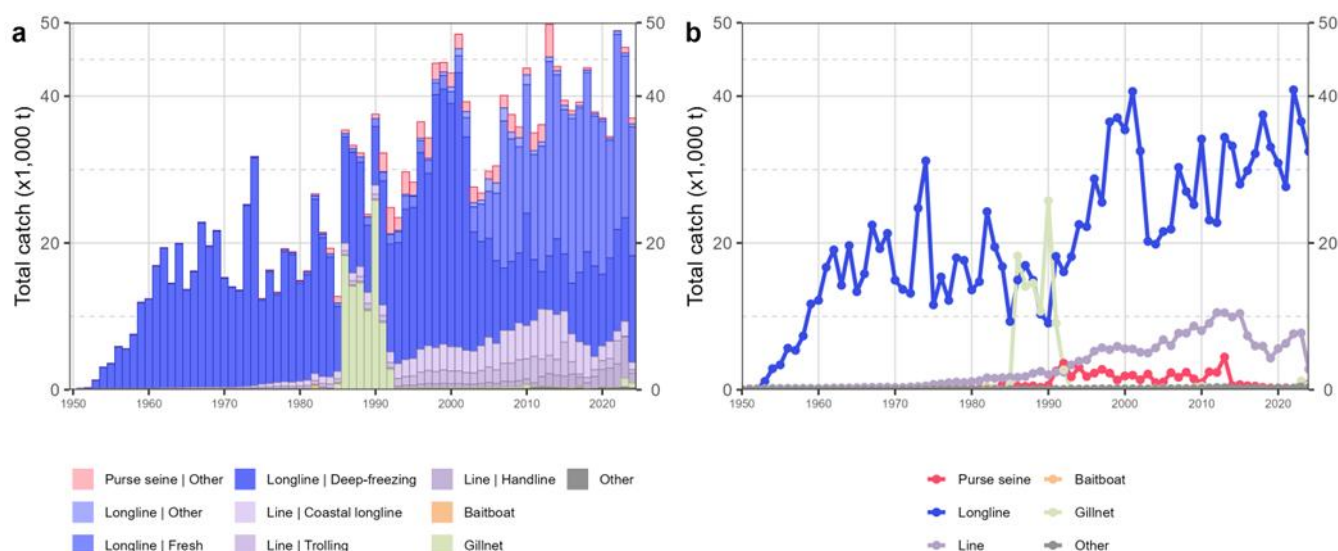 a
50
40
20
0
Total catch (x1,000 t)
50
40
20
0
1950 1960 1970 1980 1990 2000 2010 2020
b
50
40
20
0
Total catch (x1,000 t)
50
40
20
0
1950 1960 1970 1980 1990 2000 2010 2020
Purse seine | Other Longline | Deep-freezing Line | Handline Other
Longline | Other Line | Coastal longline Baitboat
Longline | Fresh Line | Trolling Gillnet
Purse seine Baitboat
Longline Gillnet
Line Other